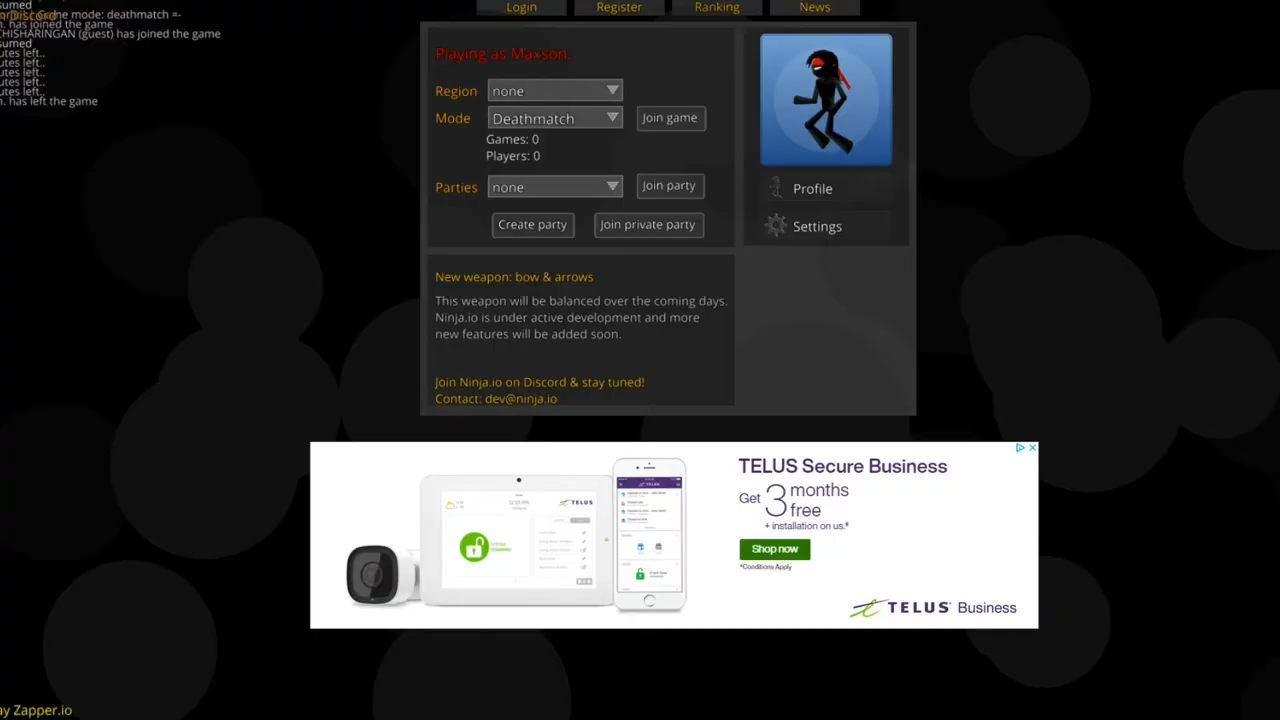 sumed
Discord
Game mode: deathmatch =-
. has joined the game
CHISHARINGAN (guest) has joined the game
sumed
utes left..
utes left..
utes left..
utes left..
utes left..
. has left the game
Login
Register
Ranking
News
Playing as Maxson.
Region
none
Mode
Deathmatch
Join game
Games: 0
Players: 0
Parties
none
Join party
Create party
Join private party
Profile
Settings
New weapon: bow & arrows
This weapon will be balanced over the coming days.
Ninja.io is under active development and more
new features will be added soon.
Join Ninja.io on Discord & stay tuned!
Contact: dev@ninja.io
TELUS
TELUS Secure Business
Get 3 months free
+ installation on us.*
Shop now
*Conditions Apply
TELUS Business
ay Zapper.io